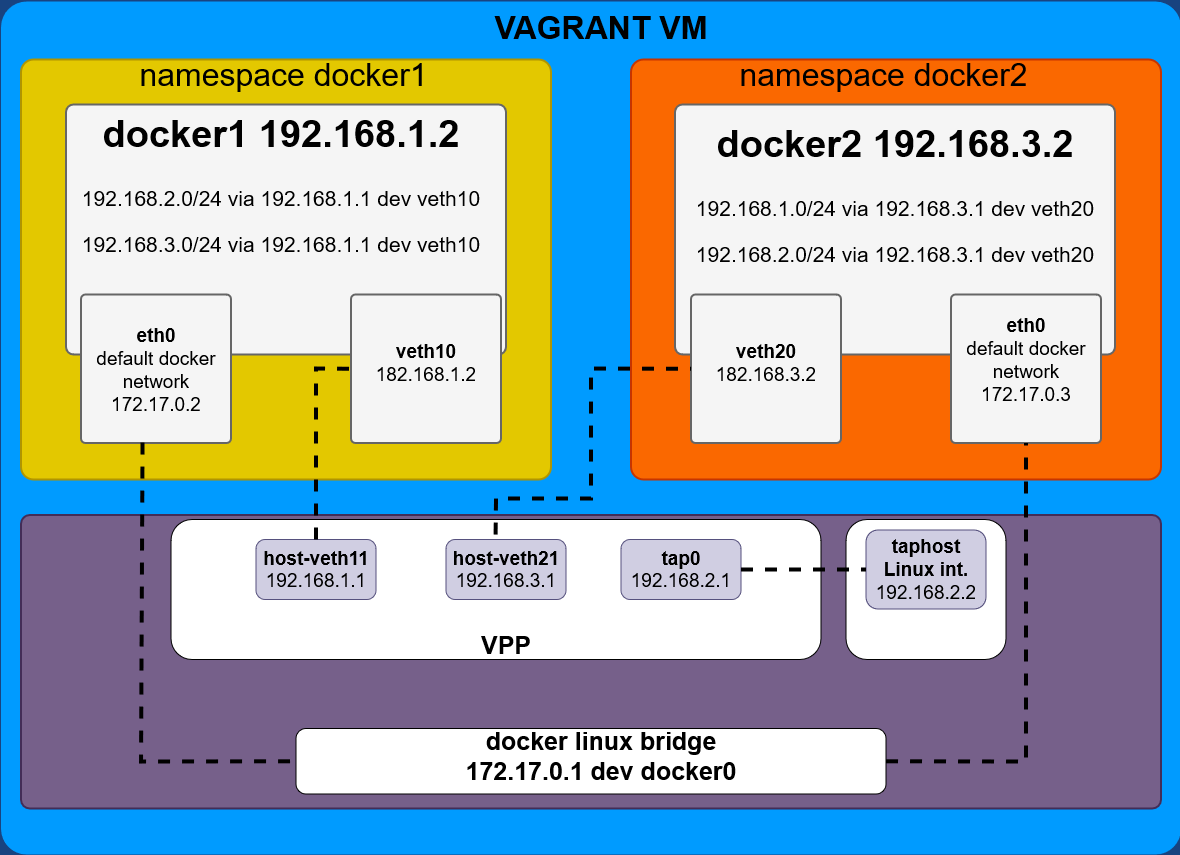 VAGRANT VM
namespace docker1
docker1 192.168.1.2
192.168.2.0/24 via 192.168.1.1 dev veth10
192.168.3.0/24 via 192.168.1.1 dev veth10
eth0
default docker
network
172.17.0.2
veth10
182.168.1.2
namespace docker2
docker2 192.168.3.2
192.168.1.0/24 via 192.168.3.1 dev veth20
192.168.2.0/24 via 192.168.3.1 dev veth20
veth20
182.168.3.2
eth0
default docker
network
172.17.0.3
host-veth11
192.168.1.1
host-veth21
192.168.3.1
tap0
192.168.2.1
VPP
taphost
Linux int.
192.168.2.2
docker linux bridge
172.17.0.1 dev docker0